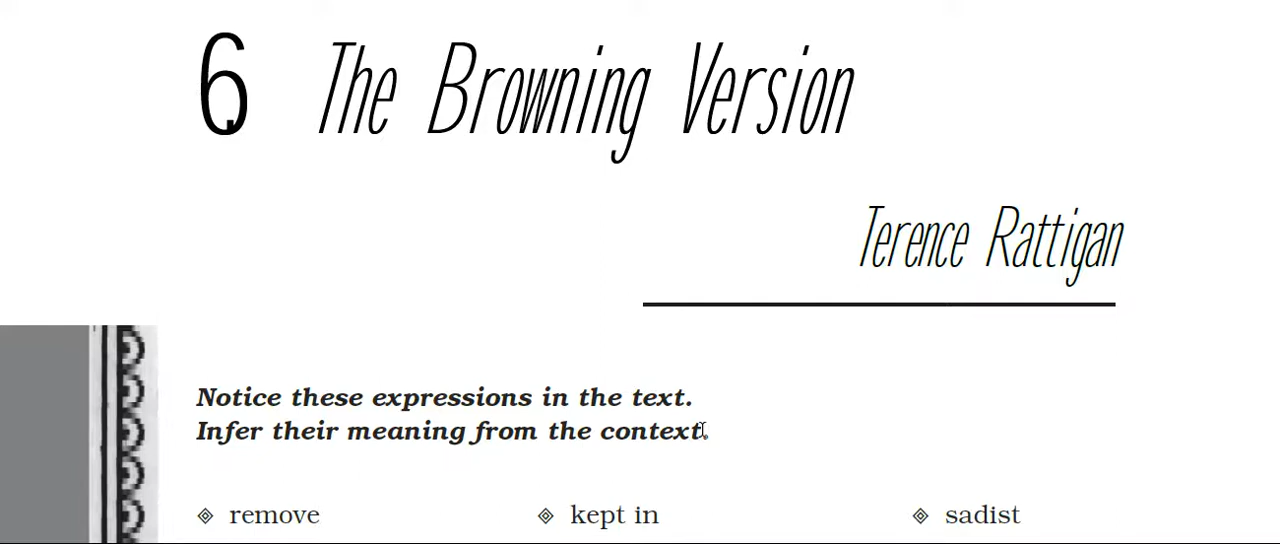 6 The Browning Version
Terence Rattigan
Notice these expressions in the text.
Infer their meaning from the context.
remove kept in sadist